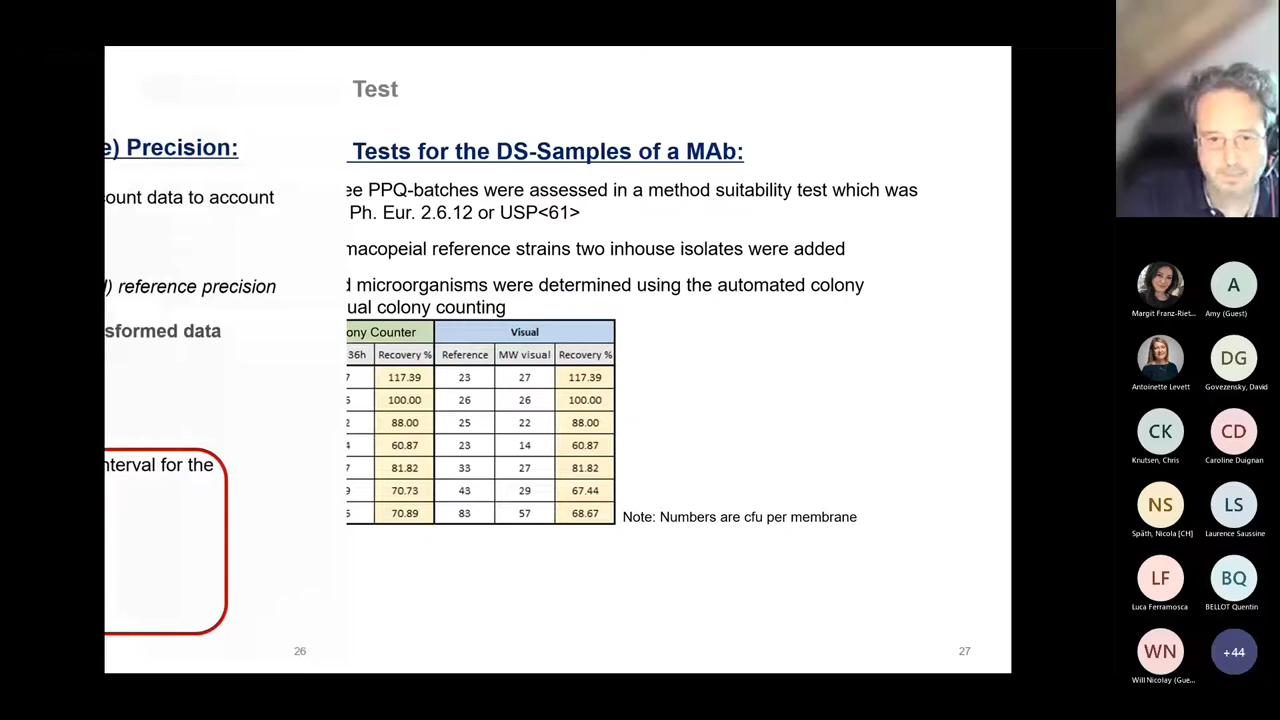 Test
e) Precision:
Tests for the DS-Samples of a MAb:
ount data to account
ee PPQ-batches were assessed in a method suitability test which was
Ph. Eur. 2.6.12 or USP<61>
macopeial reference strains two inhouse isolates were added
l) reference precision
d microorganisms were determined using the automated colony
ual colony counting
sformed data
ony Counter Visual
36h Recovery % Reference MW visual Recovery %
7 117.39 23 27 117.39
100.00 26 26 100.00
2 88.00 25 22 88.00
4 60.87 23 14 60.87
7 81.82 33 27 81.82
9 70.73 43 29 67.44
70.89 83 57 68.67
nterval for the
Note: Numbers are cfu per membrane
26
27
Margit Franz-Riet...
A
Amy (Guest)
Antoinette Levett
DG
Govezensky, David
CK
Knutsen, Chris
CD
Caroline Duignan
NS
Späth, Nicola [CH]
LS
Laurence Saussine
LF
Luca Ferramosca
BQ
BELLOT Quentin
WN
Will Nicolay (Gue...
+44